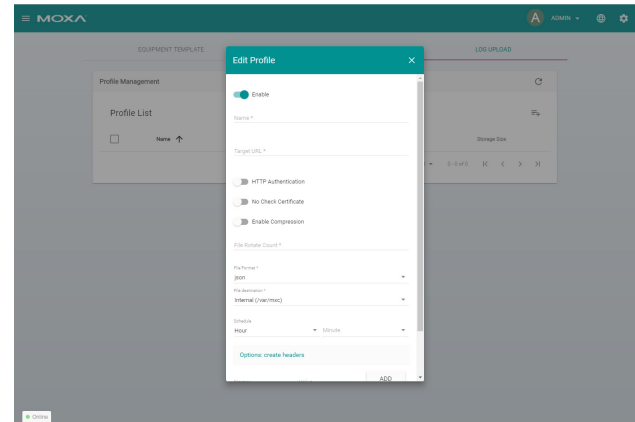 MOXA
A ADMIN
EQUIPMENT TEMPLATE
LOG UPLOAD
Edit Profile
Profile Management
Enable
Profile List
Name *
Name
Storage Size
Target URL *
0 - 0 of 0
HTTP Authentication
No Check Certificate
Enable Compression
File Rotate Count *
File Format *
json
File destination *
Internal (/var/mxc)
Schedule
Hour
Minute
Options: create headers
ADD
Online